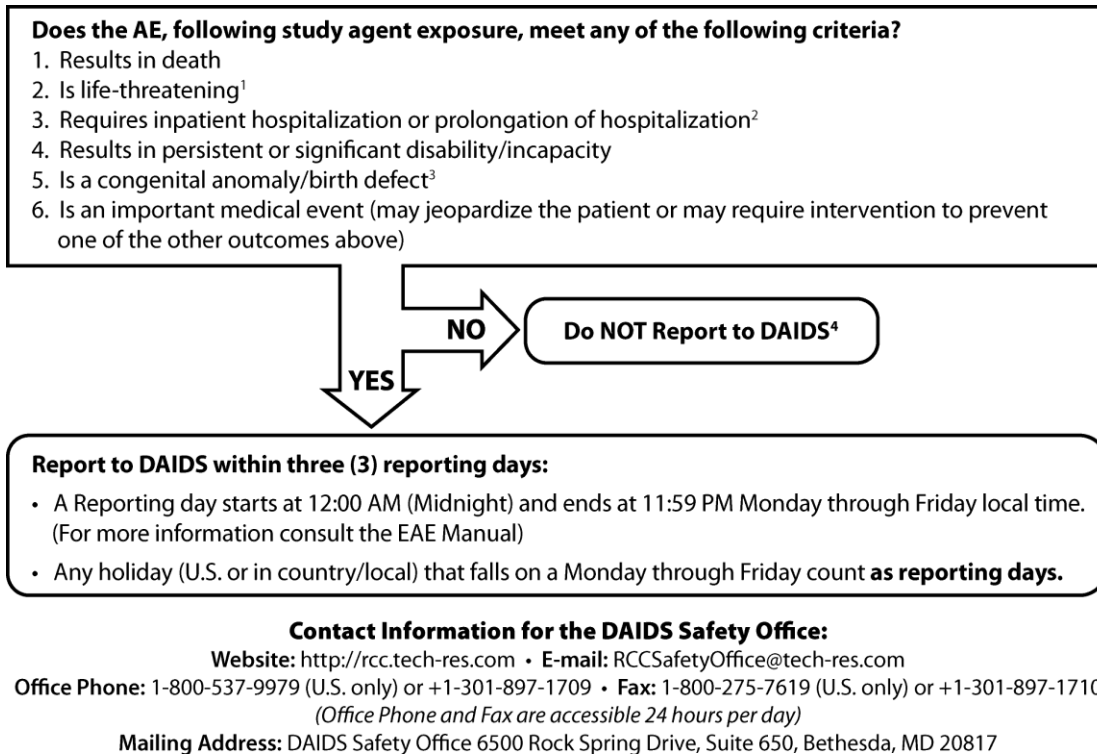 Does the AE, following study agent exposure, meet any of the following criteria?
1. Results in death
2. Is life-threatening¹
3. Requires inpatient hospitalization or prolongation of hospitalization²
4. Results in persistent or significant disability/incapacity
5. Is a congenital anomaly/birth defect³
6. Is an important medical event (may jeopardize the patient or may require intervention to prevent
one of the other outcomes above)
NO
Do NOT Report to DAIDS⁴
YES
Report to DAIDS within three (3) reporting days:
• A Reporting day starts at 12:00 AM (Midnight) and ends at 11:59 PM Monday through Friday local time.
(For more information consult the EAE Manual)
• Any holiday (U.S. or in country/local) that falls on a Monday through Friday count as reporting days.
Contact Information for the DAIDS Safety Office:
Website: http://rcc.tech-res.com • E-mail: RCCSafetyOffice@tech-res.com
Office Phone: 1-800-537-9979 (U.S. only) or +1-301-897-1709 • Fax: 1-800-275-7619 (U.S. only) or +1-301-897-1710
(Office Phone and Fax are accessible 24 hours per day)
Mailing Address: DAIDS Safety Office 6500 Rock Spring Drive, Suite 650, Bethesda, MD 20817